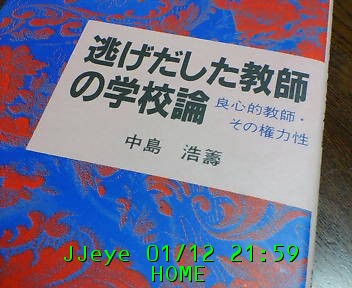 逃げだした教師
の学校論
良心的教師・
その権力性
中島 浩籌
JJeye 01/12 21:59
HOME